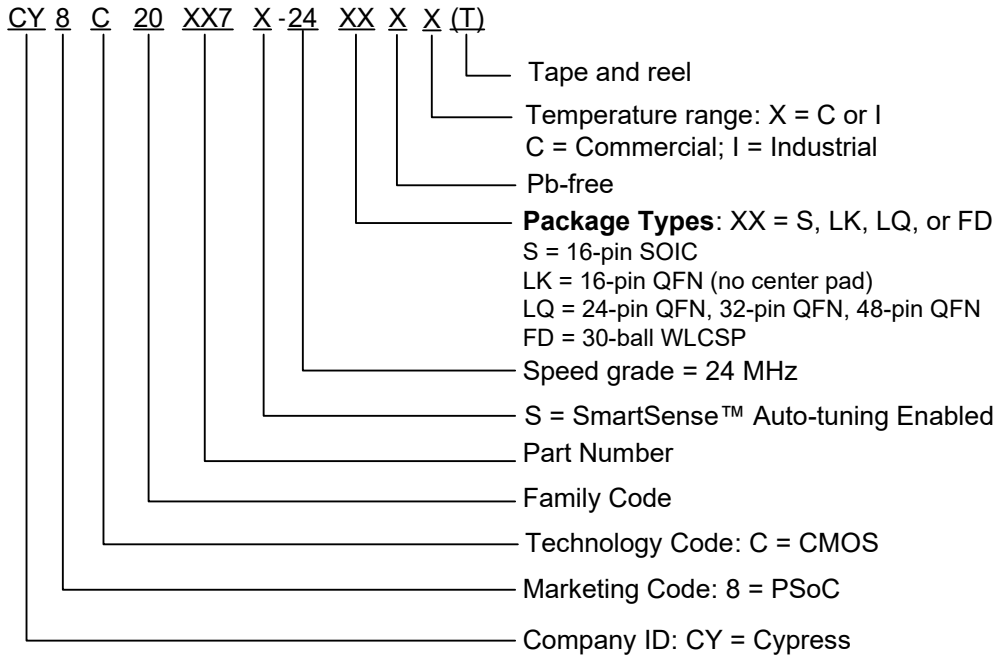 CY 8 C 20 XX7 X -24 XX X X (T)
Tape and reel
Temperature range: X = C or I
C = Commercial; I = Industrial
Pb-free
Package Types: XX = S, LK, LQ, or FD
S = 16-pin SOIC
LK = 16-pin QFN (no center pad)
LQ = 24-pin QFN, 32-pin QFN, 48-pin QFN
FD = 30-ball WLCSP
Speed grade = 24 MHz
S = SmartSense™ Auto-tuning Enabled
Part Number
Family Code
Technology Code: C = CMOS
Marketing Code: 8 = PSoC
Company ID: CY = Cypress